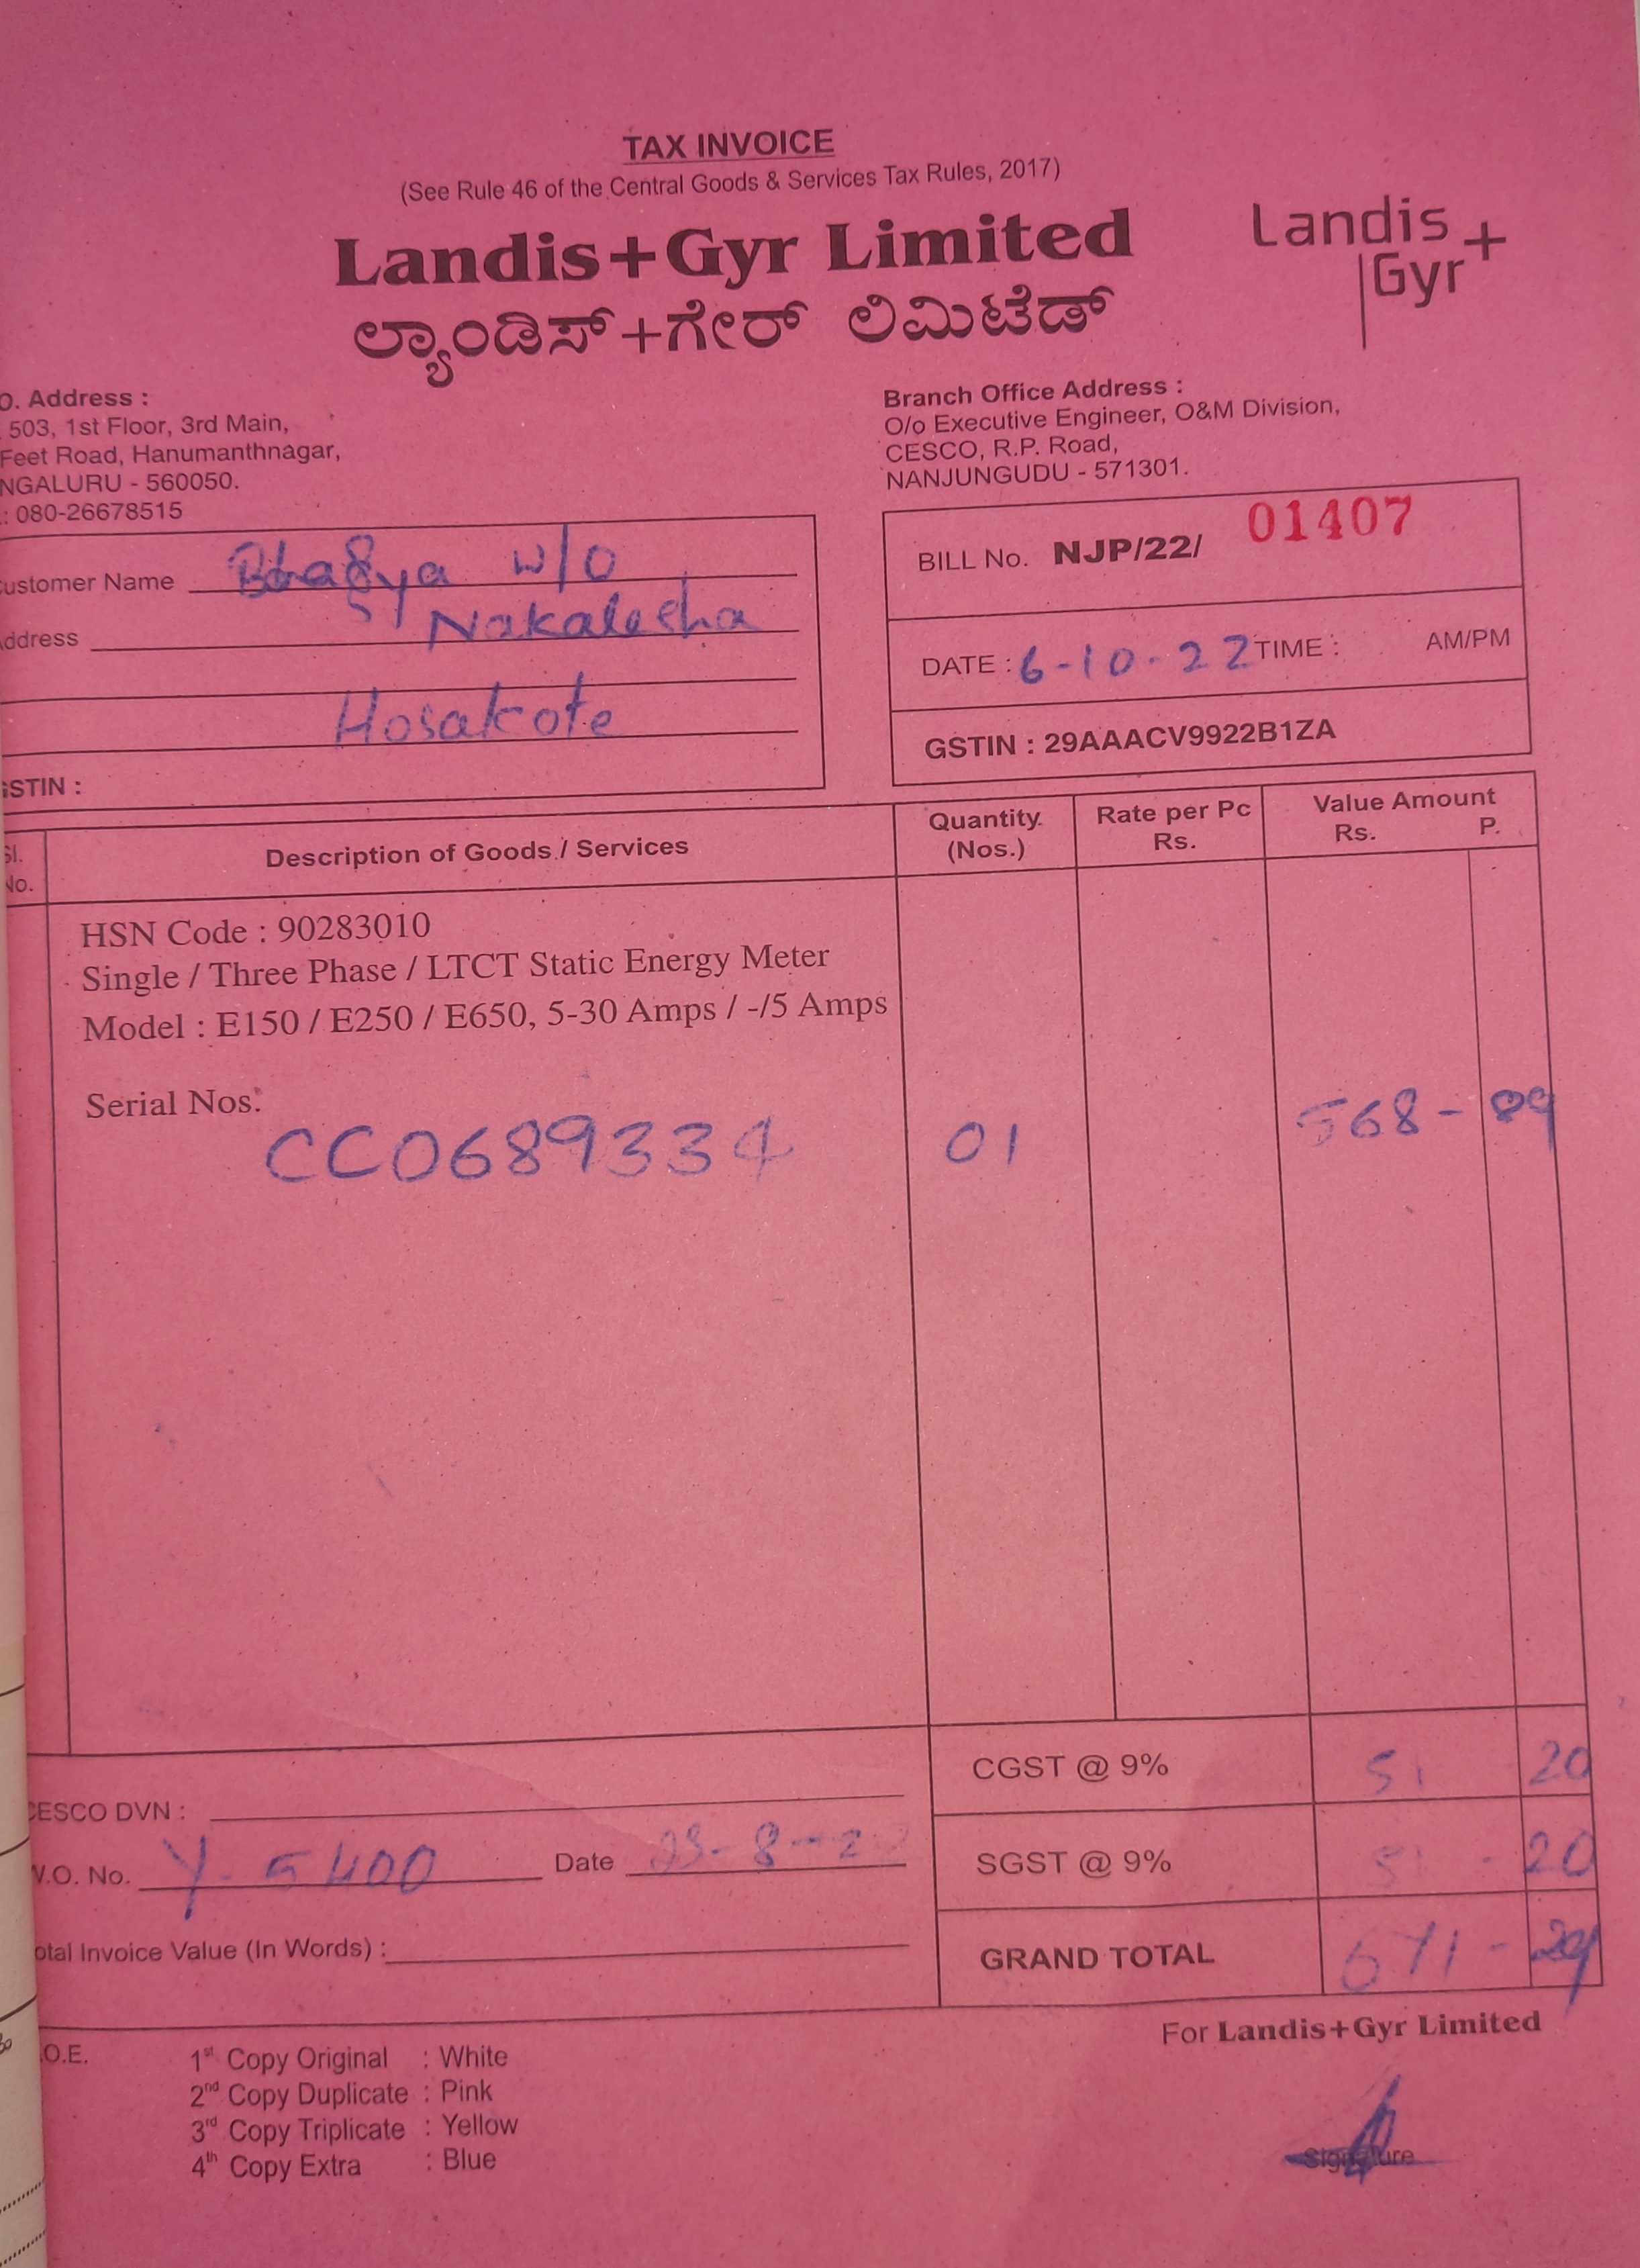 TAX INVOICE
(See Rule 46 of the Central Goods & Services Tax Rules, 2017)
Landis+Gyr Limited
ಲ್ಯಾಂಡಿಸ್+ಗೇರ್ ಲಿಮಿಟೆಡ್
Landis
Gyr+
O. Address :
503, 1st Floor, 3rd Main,
Feet Road, Hanumanthnagar,
NGALURU - 560050.
: 080-26678515
Branch Office Address :
O/o Executive Engineer, O&M Division,
CESCO, R.P. Road,
NANJUNGUDU - 571301.
ustomer Name Bhagya w/o
ddress Nakalesha
Hosakote
GSTIN :
BILL No. NJP/22/ 01407
DATE : 6-10-22 TIME : AM/PM
GSTIN : 29AAACV9922B1ZA
Sl. No. Description of Goods / Services Quantity (Nos.) Rate per Pc Rs. Value Amount Rs. P.
HSN Code : 90283010
Single / Three Phase / LTCT Static Energy Meter
Model : E150 / E250 / E650, 5-30 Amps / -/5 Amps
Serial Nos.
CC0689334 01 568-89
CGST @ 9% 51 20
CESCO DVN :
W.O. No. Y-5400 Date
SGST @ 9% 51-20
otal Invoice Value (In Words) :
GRAND TOTAL 671-29
For Landis+Gyr Limited
.O.E.
1st Copy Original : White
2nd Copy Duplicate : Pink
3rd Copy Triplicate : Yellow
4th Copy Extra : Blue
Signature